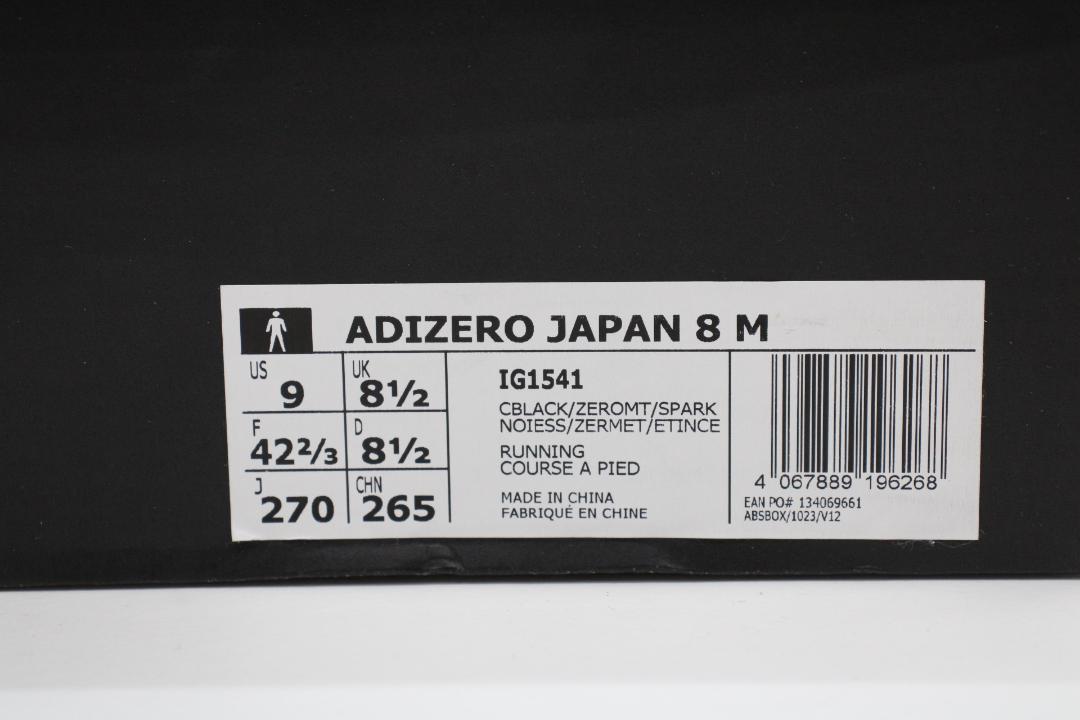 ADIZERO JAPAN 8 M
US 9
UK 8½
F 42⅔
D 8½
J 270
CHN 265
IG1541
CBLACK/ZEROMT/SPARK
NOIESS/ZERMET/ETINCE
RUNNING
COURSE A PIED
MADE IN CHINA
FABRIQUÉ EN CHINE
4 067889 196268
EAN PO# 134069661
ABSBOX/1023/V12